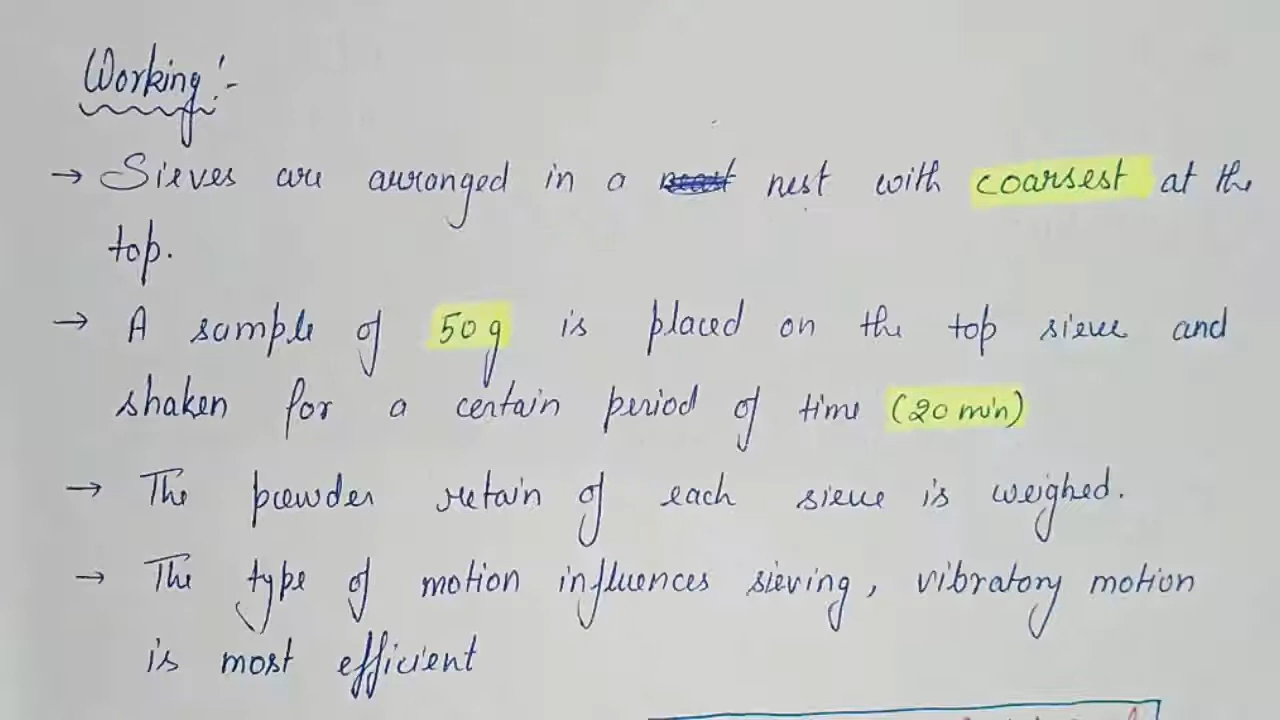 Working:-
→ Sieves are arranged in a nest with coarsest at the
top.
→ A sample of 50 g is placed on the top sieve and
shaken for a certain period of time (20 min)
→ The powder retain of each sieve is weighed.
→ The type of motion influences sieving, vibratory motion
is most efficient